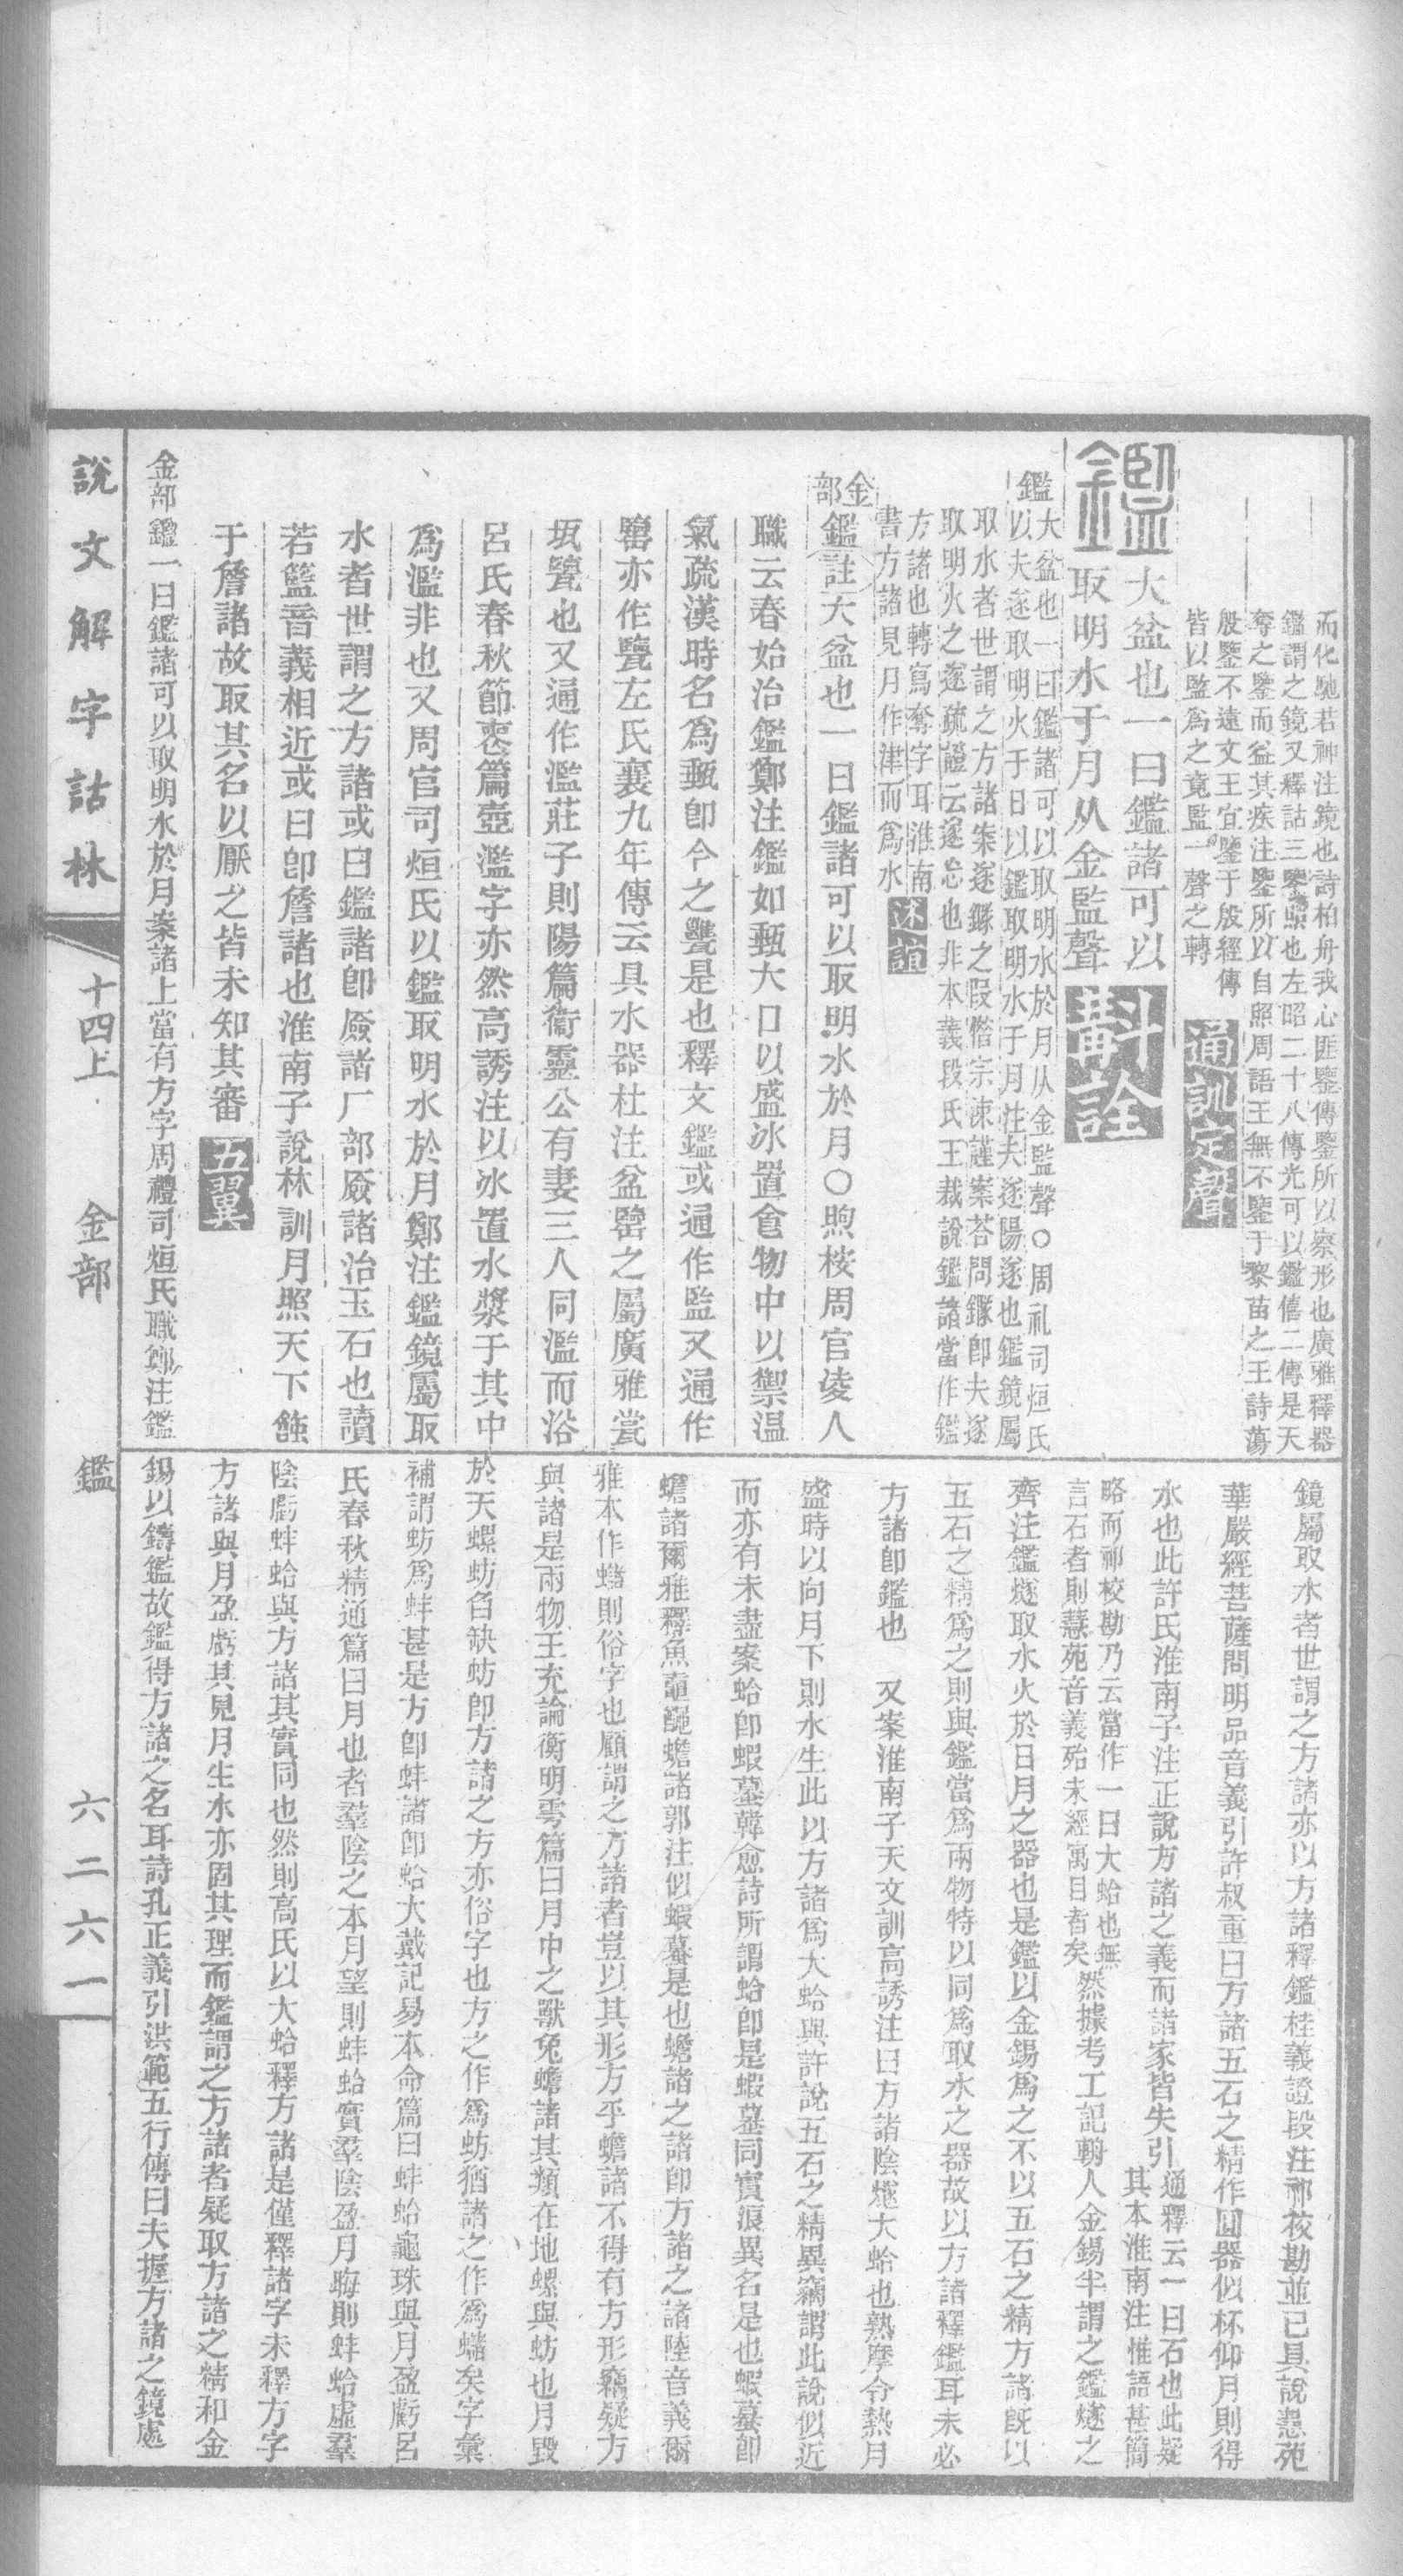 而化馳若神注鏡也詩柏舟我心匪鑒傳鑒所以察形也廣雅釋器
鑑謂之鏡又釋詁三鑒照也左昭二十八傳光可以鑑僖二傳是天
奪之鑒而益其疾注鑒所以自照周語王無不鑒于黎苗之王詩蕩
殷鑒不遠文王宜鑒于殷經傳
皆以監爲之竟監一聲之轉
通訓定聲
鑑大盆也一曰鑑諸可以
取明水于月从金監聲
斠詮
鑑大盆也一曰鑑諸可以取明水於月从金監聲○周礼司烜氏
以夫遂取明火于日以鑑取明水于月注夫遂陽遂也鑑鏡屬
取水者世謂之方諸案遂鐩之叚俗宗涑謹案荅問鐩卽夫遂
取明火之遂疏證云遂忘也非本義段氏玉裁說鑑諸當作鑑
方諸也轉寫奪字耳淮南
書方諸見月作津而爲水
述誼
金部
鑑註大盆也一曰鑑諸可以取明水於月○煦桉周官凌人
職云春始治鑑鄭注鑑如甀大口以盛冰置食物中以禦温
氣疏漢時名爲甀卽今之甖是也釋文鑑或通作監又通作
罌亦作甖左氏襄九年傳云具水器杜注盆罌之屬廣雅甇
瓨甖也又通作濫莊子則陽篇衞靈公有妻三人同濫而浴
呂氏春秋節喪篇壺濫字亦然高誘注以冰置水漿于其中
爲濫非也又周官司烜氏以鑑取明水於月鄭注鑑鏡屬取
水者世謂之方諸或曰鑑諸卽厱諸厂部厱諸治玉石也讀
若籃音義相近或曰卽詹諸也淮南子說林訓月照天下蝕
于詹諸故取其名以厭之皆未知其審
五翼
金部鑑一曰鑑諸可以取明水於月案諸上當有方字周禮司烜氏職鄭注鑑
鏡屬取水者世謂之方諸亦以方諸釋鑑桂義證段注祁校勘並已具說慧苑
華嚴經菩薩問明品音義引許叔重曰方諸五石之精作圓器似杯仰月則得
水也此許氏淮南子注正說方諸之義而諸家皆失引通釋云一曰石也此疑
其本淮南注惟語甚簡
略而祁校勘乃云當作一曰大蛤也無
言石者則慧苑音義殆未經寓目者矣然據考工記輈人金錫半謂之鑑燧之
齊注鑑燧取水火於日月之器也是鑑以金錫爲之不以五石之精方諸旣以
五石之精爲之則與鑑當爲兩物特以同爲取水之器故以方諸釋鑑耳未必
方諸卽鑑也　又案淮南子天文訓高誘注曰方諸陰燧大蛤也熟摩令熱月
盛時以向月下則水生此以方諸爲大蛤與許說五石之精異竊謂此說似近
而亦有未盡案蛤卽蝦蟇韓愈詩所謂蛤卽是蝦蟇同實浪異名是也蝦蟇卽
蟾諸爾雅釋魚鼁𪓰蟾諸郭注似蝦蟇是也蟾諸之諸卽方諸之諸陸音義爾
雅本作蠩則俗字也顧謂之方諸者豈以其形方乎蟾諸不得有方形竊疑方
與諸是兩物王充論衡明雩篇曰月中之獸兔蟾諸其類在地螺與蚄也月毀
於天螺蚄舀缺蚄卽方諸之方亦俗字也方之作爲蚄猶諸之作爲蠩矣字彙
補謂蚄爲蚌甚是方卽蚌諸卽蛤大戴記易本命篇曰蚌蛤龜珠與月盈虧呂
氏春秋精通篇曰月也者羣陰之本月望則蚌蛤實羣陰盈月晦則蚌蛤虛羣
陰虧蚌蛤與方諸其實同也然則高氏以大蛤釋方諸是僅釋諸字未釋方字
方諸與月盈虧其見月生水亦固其理而鑑謂之方諸者疑取方諸之精和金
錫以鑄鑑故鑑得方諸之名耳詩孔正義引洪範五行傳曰夫握方諸之鏡處
說文解字詁林　十四上　金部　鑑　六二六一